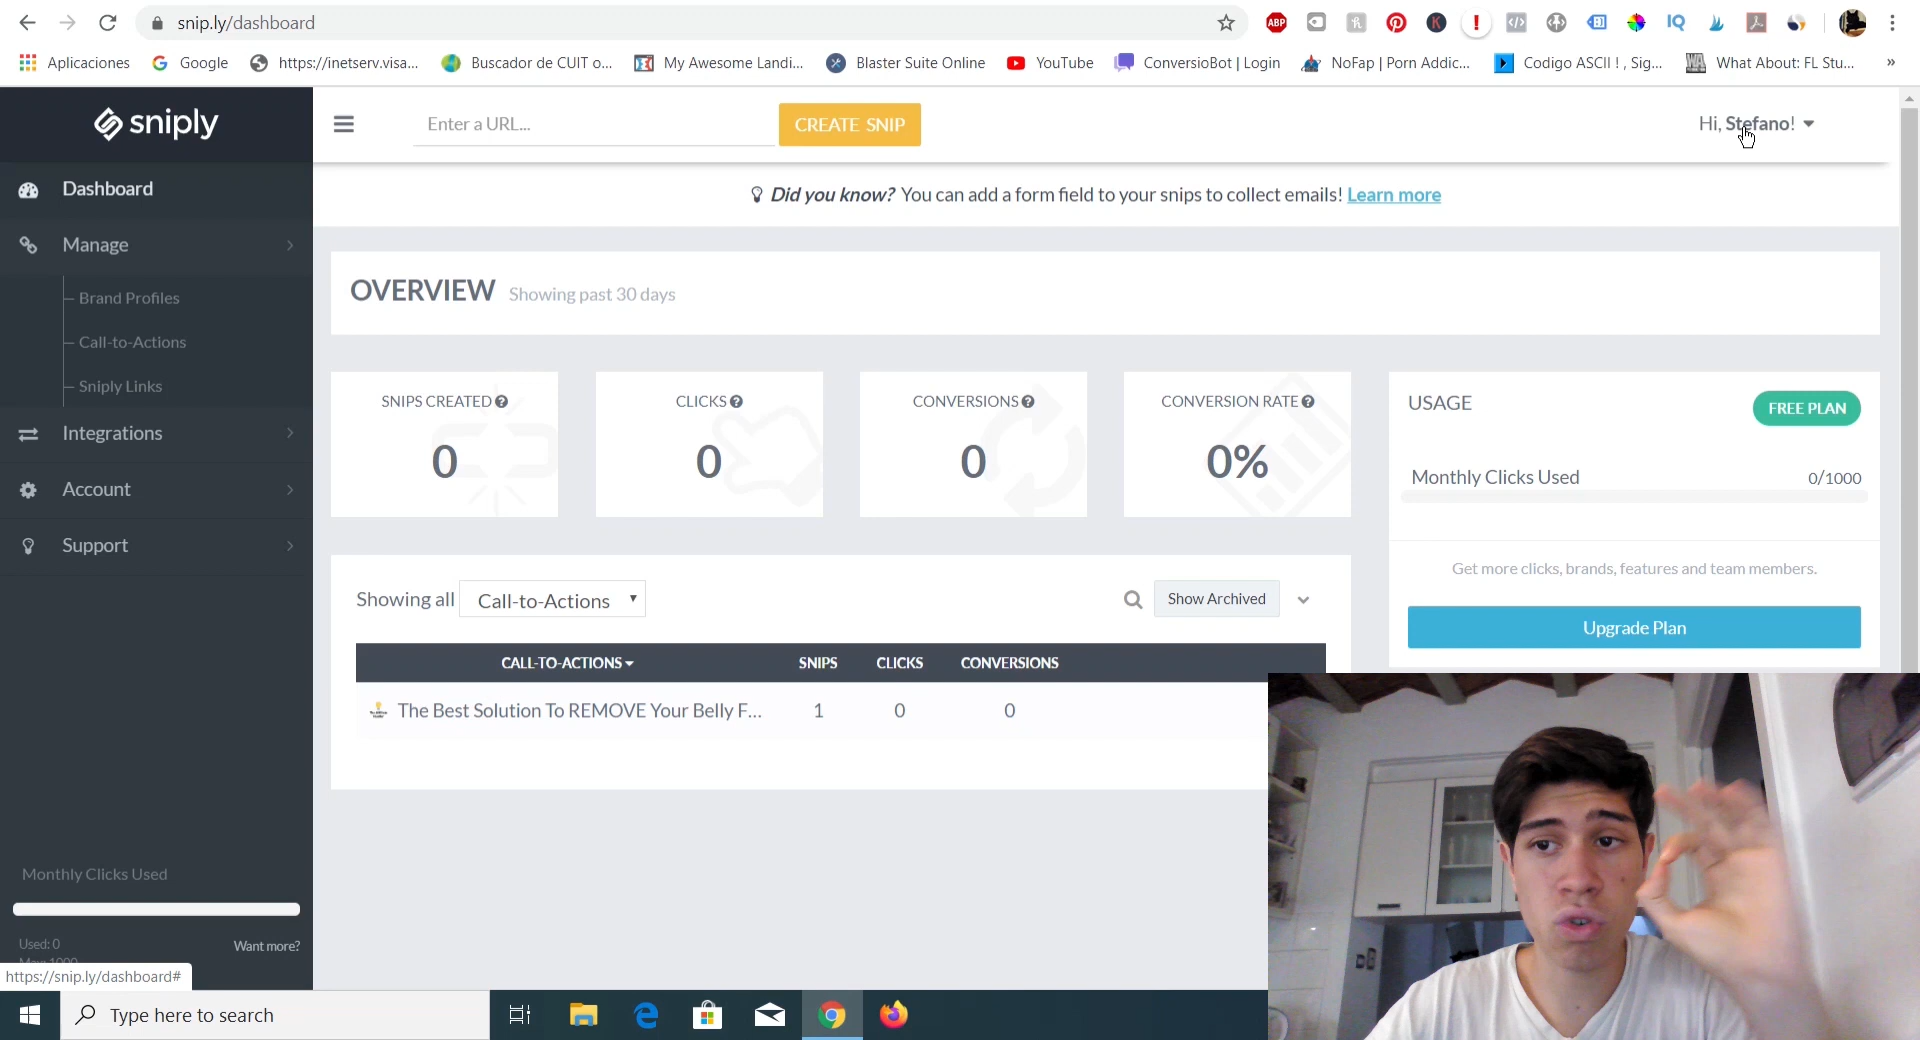 snip.ly/dashboard
ABP
IQ
Aplicaciones
Google
https://inetserv.visa...
Buscador de CUIT o...
My Awesome Landi...
Blaster Suite Online
YouTube
ConversioBot | Login
NoFap | Porn Addic...
Codigo ASCII ! , Sig...
What About: FL Stu...
»
sniply
Enter a URL...
CREATE SNIP
Hi, Stefano!
Dashboard
Did you know? You can add a form field to your snips to collect emails! Learn more
Manage
Brand Profiles
Call-to-Actions
Sniply Links
Integrations
Account
Support
OVERVIEW Showing past 30 days
SNIPS CREATED
0
CLICKS
0
CONVERSIONS
0
CONVERSION RATE
0%
USAGE
FREE PLAN
Monthly Clicks Used
0/1000
Get more clicks, brands, features and team members.
Upgrade Plan
Showing all
Call-to-Actions
Show Archived
CALL-TO-ACTIONS SNIPS CLICKS CONVERSIONS
The Best Solution To REMOVE Your Belly F... 1 0 0
Monthly Clicks Used
Used: 0
Want more?
Max: 1000
https://snip.ly/dashboard#
Type here to search